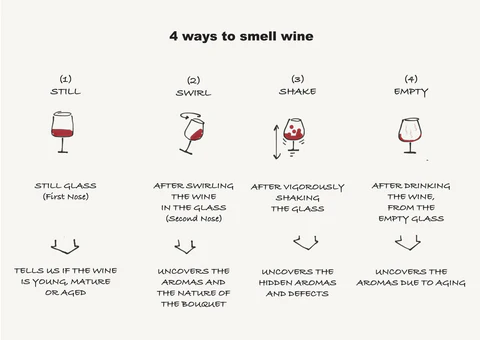 4 ways to smell wine
(1)
STILL
STILL GLASS
(First Nose)
TELLS US IF THE WINE
IS YOUNG, MATURE
OR AGED
(2)
SWIRL
AFTER SWIRLING
THE WINE
IN THE GLASS
(Second Nose)
UNCOVERS THE
AROMAS AND
THE NATURE OF
THE BOUQUET
(3)
SHAKE
AFTER VIGOROUSLY
SHAKING
THE GLASS
UNCOVERS THE
HIDDEN AROMAS
AND DEFECTS
(4)
EMPTY
AFTER DRINKING
THE WINE,
FROM THE
EMPTY GLASS
UNCOVERS THE
AROMAS DUE TO AGING